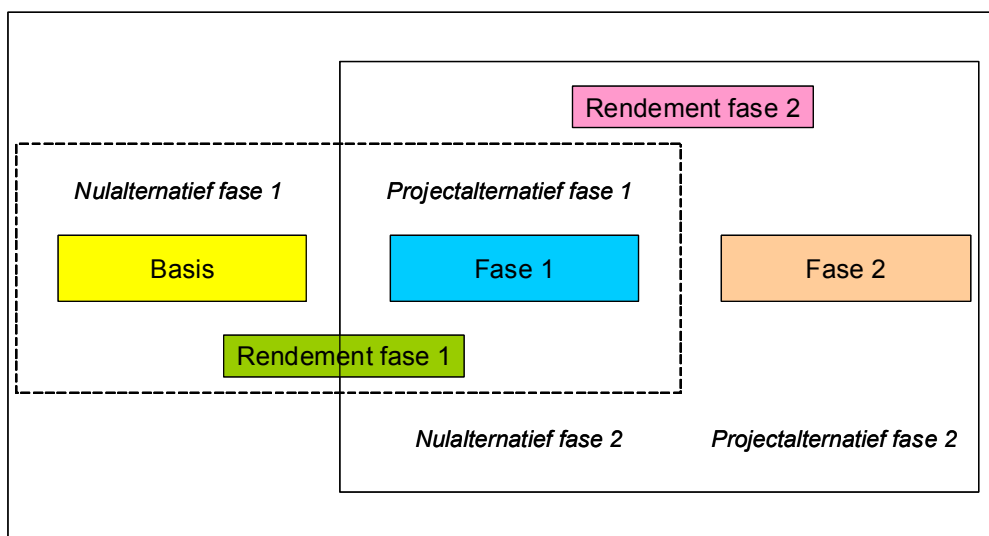 Rendement fase 2
Nulalternatief fase 1
Projectalternatief fase 1
Basis
Fase 1
Fase 2
Rendement fase 1
Nulalternatief fase 2
Projectalternatief fase 2